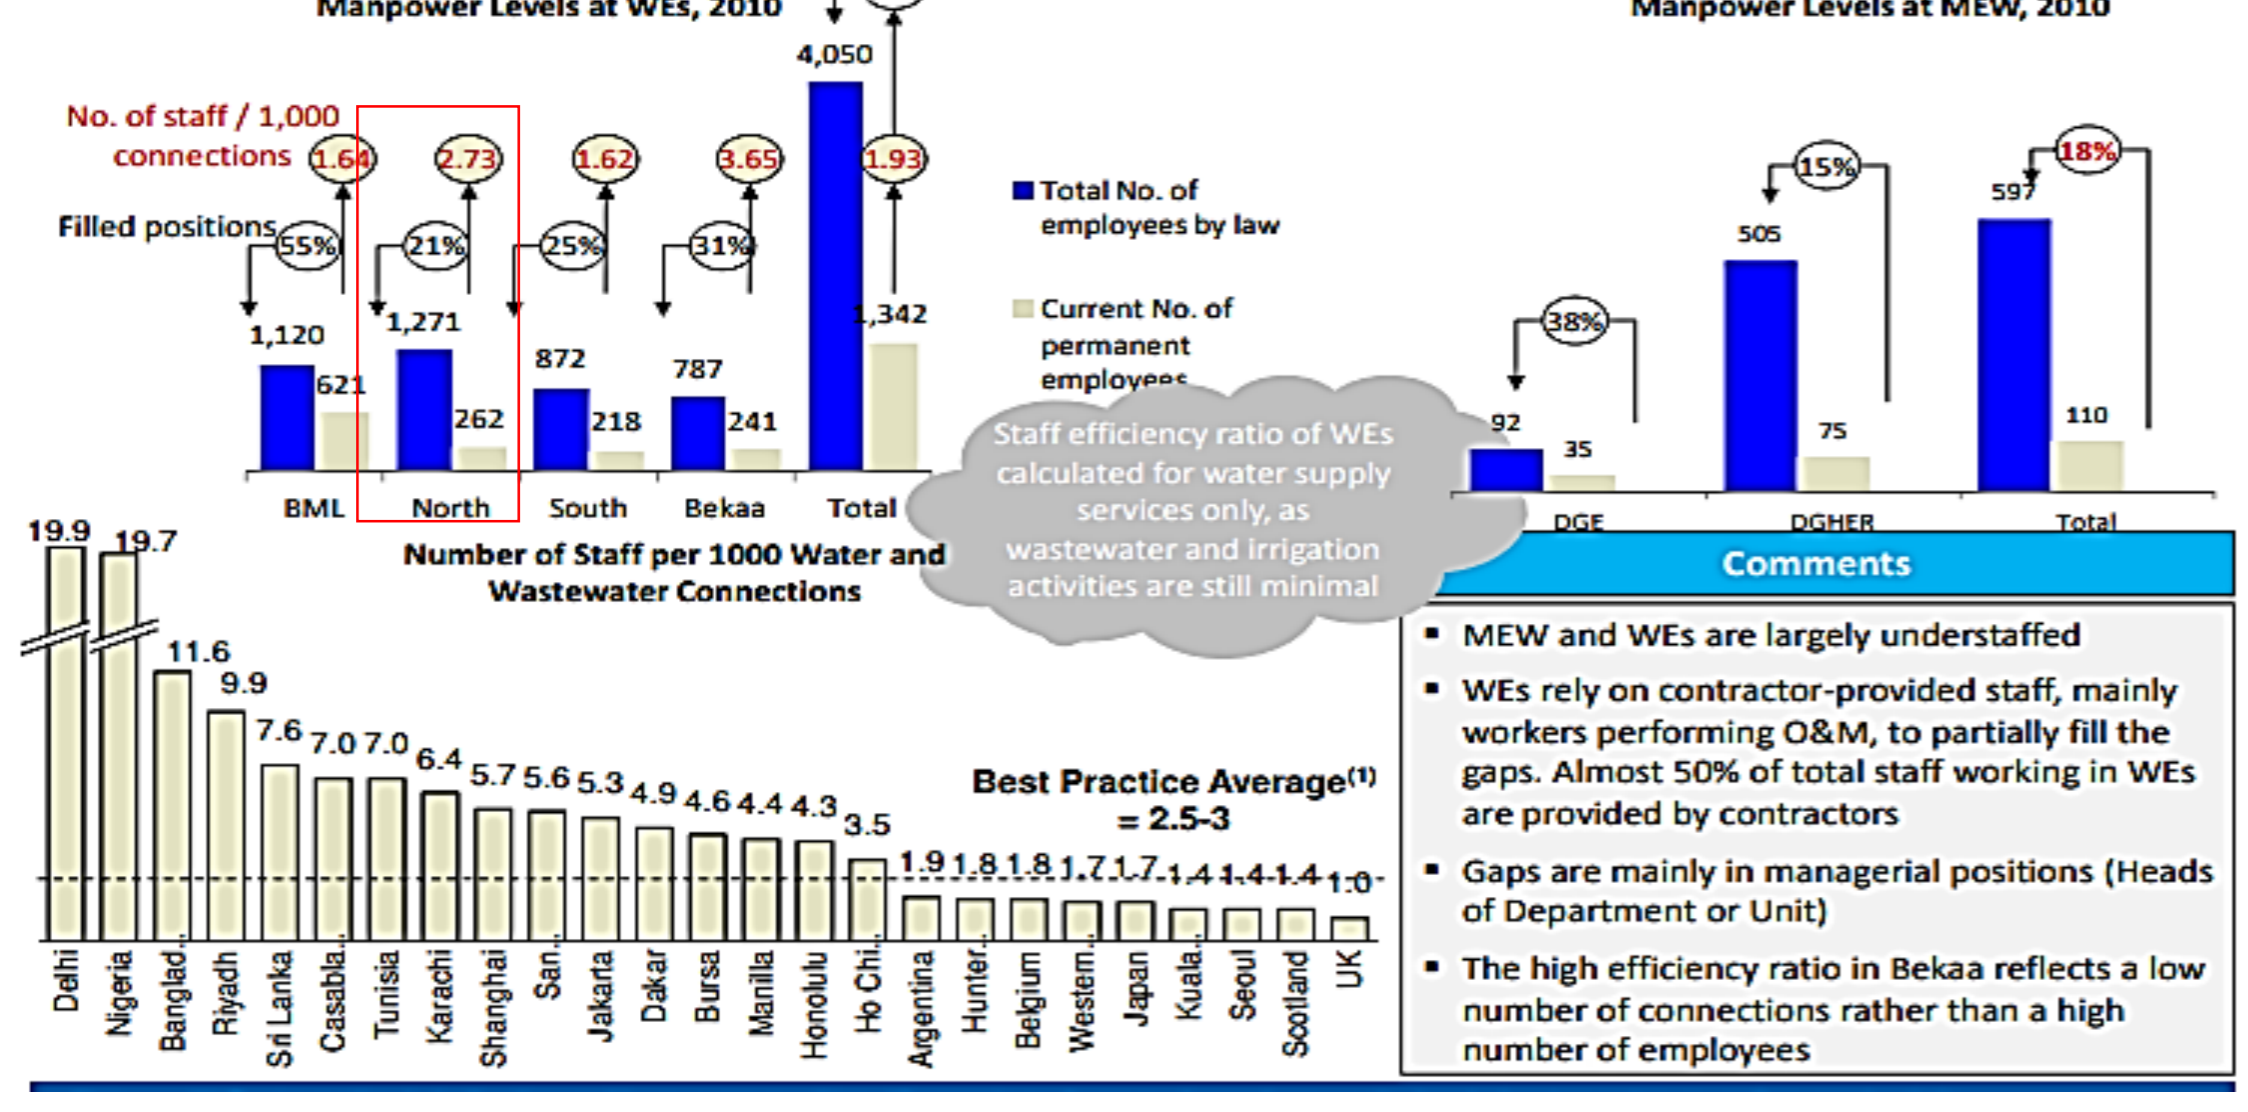 Manpower Levels at WEs, 2010
4,050
No. of staff / 1,000
connections
1.64
2.73
1.62
3.65
1.93
Filled positions
55%
21%
25%
31%
1,120
621
1,271
262
872
218
787
241
1,342
BML
North
South
Bekaa
Total
Total No. of
employees by law
Current No. of
permanent
employees
Manpower Levels at MEW, 2010
38%
15%
18%
92
35
505
75
597
110
DGE
DGHER
Total
Staff efficiency ratio of WEs
calculated for water supply
services only, as
wastewater and irrigation
activities are still minimal
Number of Staff per 1000 Water and
Wastewater Connections
19.9
19.7
11.6
9.9
7.6
7.0
7.0
6.4
5.7
5.6
5.3
4.9
4.6
4.4
4.3
3.5
1.9
1.8
1.8
1.7
1.7
1.4
1.4
1.4
1.0
Best Practice Average(1)
= 2.5-3
Delhi
Nigeria
Banglad..
Riyadh
Sri Lanka
Casabla..
Tunisia
Karachi
Shanghai
San..
Jakarta
Dakar
Bursa
Manilla
Honolulu
Ho Chi..
Argentina
Hunter..
Belgium
Western..
Japan
Kuala..
Seoul
Scotland
UK
Comments
▪ MEW and WEs are largely understaffed
▪ WEs rely on contractor-provided staff, mainly
workers performing O&M, to partially fill the
gaps. Almost 50% of total staff working in WEs
are provided by contractors
▪ Gaps are mainly in managerial positions (Heads
of Department or Unit)
▪ The high efficiency ratio in Bekaa reflects a low
number of connections rather than a high
number of employees